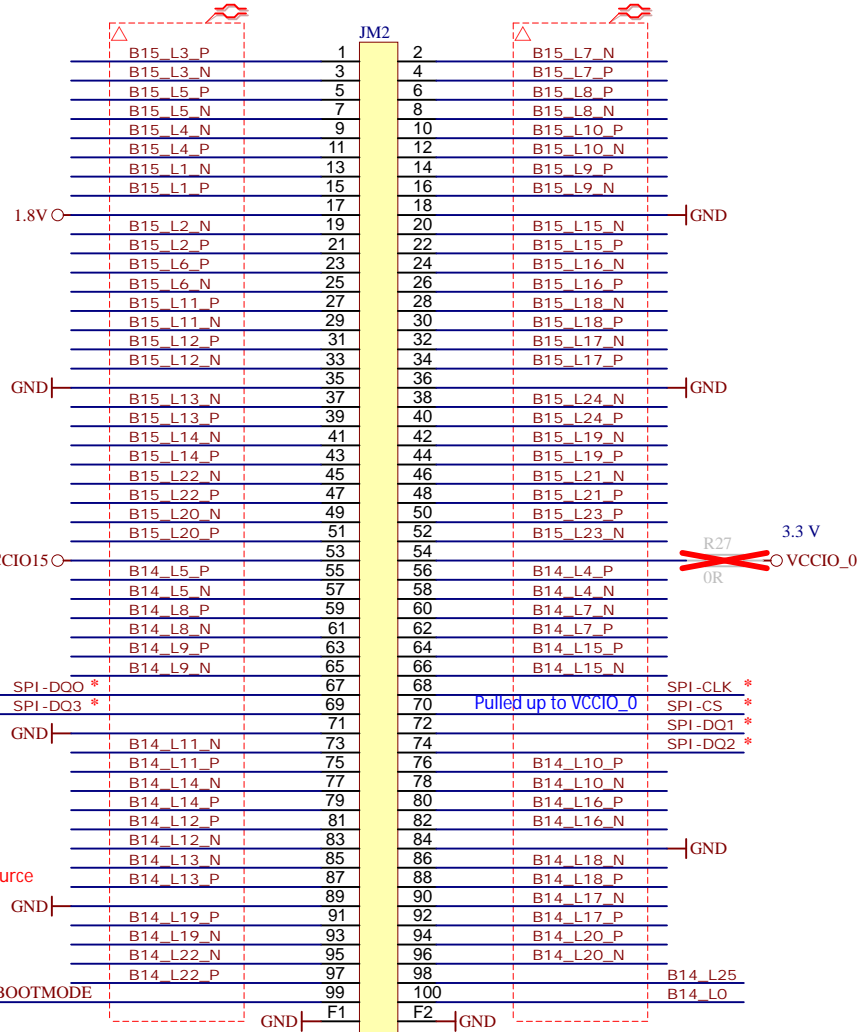 JM2
B15_L3_P 1 2 B15_L7_N
B15_L3_N 3 4 B15_L7_P
B15_L5_P 5 6 B15_L8_P
B15_L5_N 7 8 B15_L8_N
B15_L4_N 9 10 B15_L10_P
B15_L4_P 11 12 B15_L10_N
B15_L1_N 13 14 B15_L9_P
B15_L1_P 15 16 B15_L9_N
1.8V 17 18 GND
B15_L2_N 19 20 B15_L15_N
B15_L2_P 21 22 B15_L15_P
B15_L6_P 23 24 B15_L16_N
B15_L6_N 25 26 B15_L16_P
B15_L11_P 27 28 B15_L18_N
B15_L11_N 29 30 B15_L18_P
B15_L12_P 31 32 B15_L17_N
B15_L12_N 33 34 B15_L17_P
GND 35 36 GND
B15_L13_N 37 38 B15_L24_N
B15_L13_P 39 40 B15_L24_P
B15_L14_N 41 42 B15_L19_N
B15_L14_P 43 44 B15_L19_P
B15_L22_N 45 46 B15_L21_N
B15_L22_P 47 48 B15_L21_P
B15_L20_N 49 50 B15_L23_P
B15_L20_P 51 52 B15_L23_N
3.3 V
CCIO15 53 54 R27 0R VCCIO_0
B14_L5_P 55 56 B14_L4_P
B14_L5_N 57 58 B14_L4_N
B14_L8_P 59 60 B14_L7_N
B14_L8_N 61 62 B14_L7_P
B14_L9_P 63 64 B14_L15_P
B14_L9_N 65 66 B14_L15_N
SPI-DQ0 * 67 68 SPI-CLK *
SPI-DQ3 * 69 70 Pulled up to VCCIO_0 SPI-CS *
GND 71 72 SPI-DQ1 *
B14_L11_N 73 74 SPI-DQ2 *
B14_L11_P 75 76 B14_L10_P
B14_L14_N 77 78 B14_L10_N
B14_L14_P 79 80 B14_L16_P
B14_L12_P 81 82 B14_L16_N
B14_L12_N 83 84 GND
B14_L13_N 85 86 B14_L18_N
urce
B14_L13_P 87 88 B14_L18_P
GND 89 90 B14_L17_N
B14_L19_P 91 92 B14_L17_P
B14_L19_N 93 94 B14_L20_P
B14_L22_N 95 96 B14_L20_N
B14_L22_P 97 98 B14_L25
BOOTMODE 99 100 B14_L0
GND F1 F2 GND